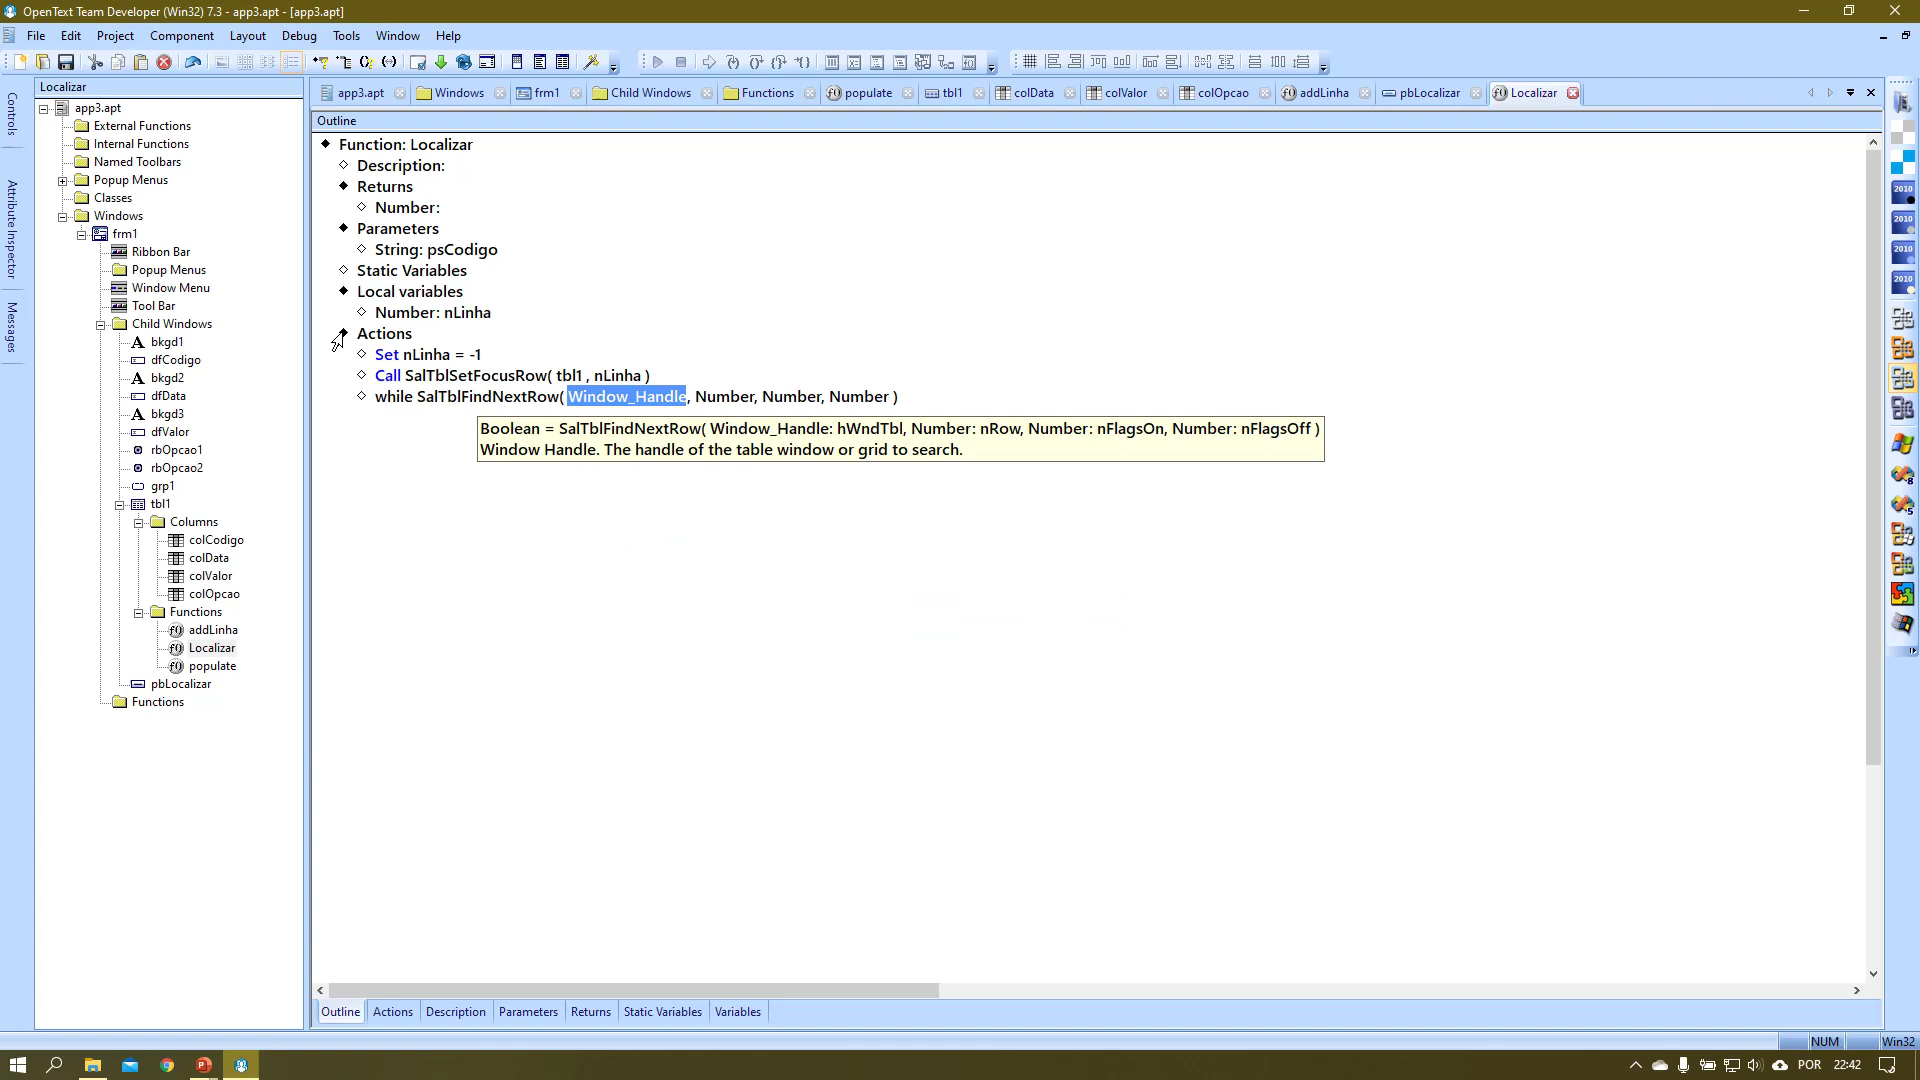 OpenText Team Developer (Win32) 7.3 - app3.apt - [app3.apt]
File Edit Project Component Layout Debug Tools Window Help
Localizar
app3.apt Windows frm1 Child Windows Functions populate tbl1 colData colValor colOpcao addLinha pbLocalizar Localizar
Controls
Attribute Inspector
Messages
app3.apt
External Functions
Internal Functions
Named Toolbars
Popup Menus
Classes
Windows
frm1
Ribbon Bar
Popup Menus
Window Menu
Tool Bar
Child Windows
bkgd1
dfCodigo
bkgd2
dfData
bkgd3
dfValor
rbOpcao1
rbOpcao2
grp1
tbl1
Columns
colCodigo
colData
colValor
colOpcao
Functions
addLinha
Localizar
populate
pbLocalizar
Functions
Outline
Function: Localizar
Description:
Returns
Number:
Parameters
String: psCodigo
Static Variables
Local variables
Number: nLinha
Actions
Set nLinha = -1
Call SalTblSetFocusRow( tbl1 , nLinha )
while SalTblFindNextRow( Window_Handle, Number, Number, Number )
Boolean = SalTblFindNextRow( Window_Handle: hWndTbl, Number: nRow, Number: nFlagsOn, Number: nFlagsOff )
Window Handle. The handle of the table window or grid to search.
2010
2010
2010
2010
8
5
Outline Actions Description Parameters Returns Static Variables Variables
NUM Win32
POR 22:42